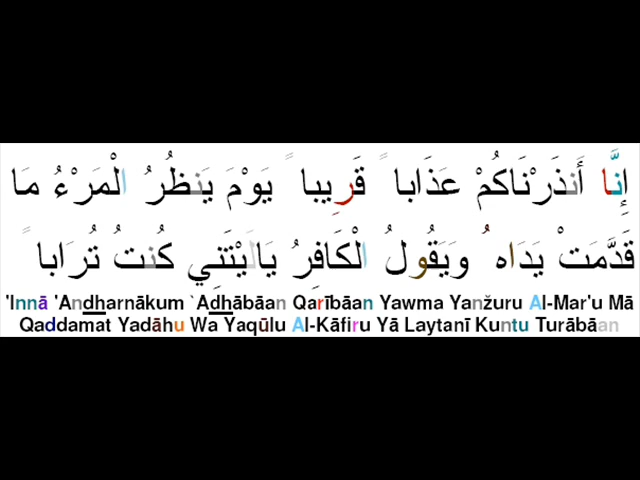 إِنَّا أَنذَرْنَاكُمْ عَذَابا ً قَرِيبا ً يَوْمَ يَنظُرُ الْمَرْءُ مَا
قَدَّمَتْ يَدَاه ُ وَيَقُولُ الْكَافِرُ يَالَيْتَنِي كُنتُ تُرَابا ً
'Innā 'Andharnākum `Adhābāan Qarībāan Yawma Yanžuru Al-Mar'u Mā
Qaddamat Yadāhu Wa Yaqūlu Al-Kāfiru Yā Laytanī Kuntu Turābāan